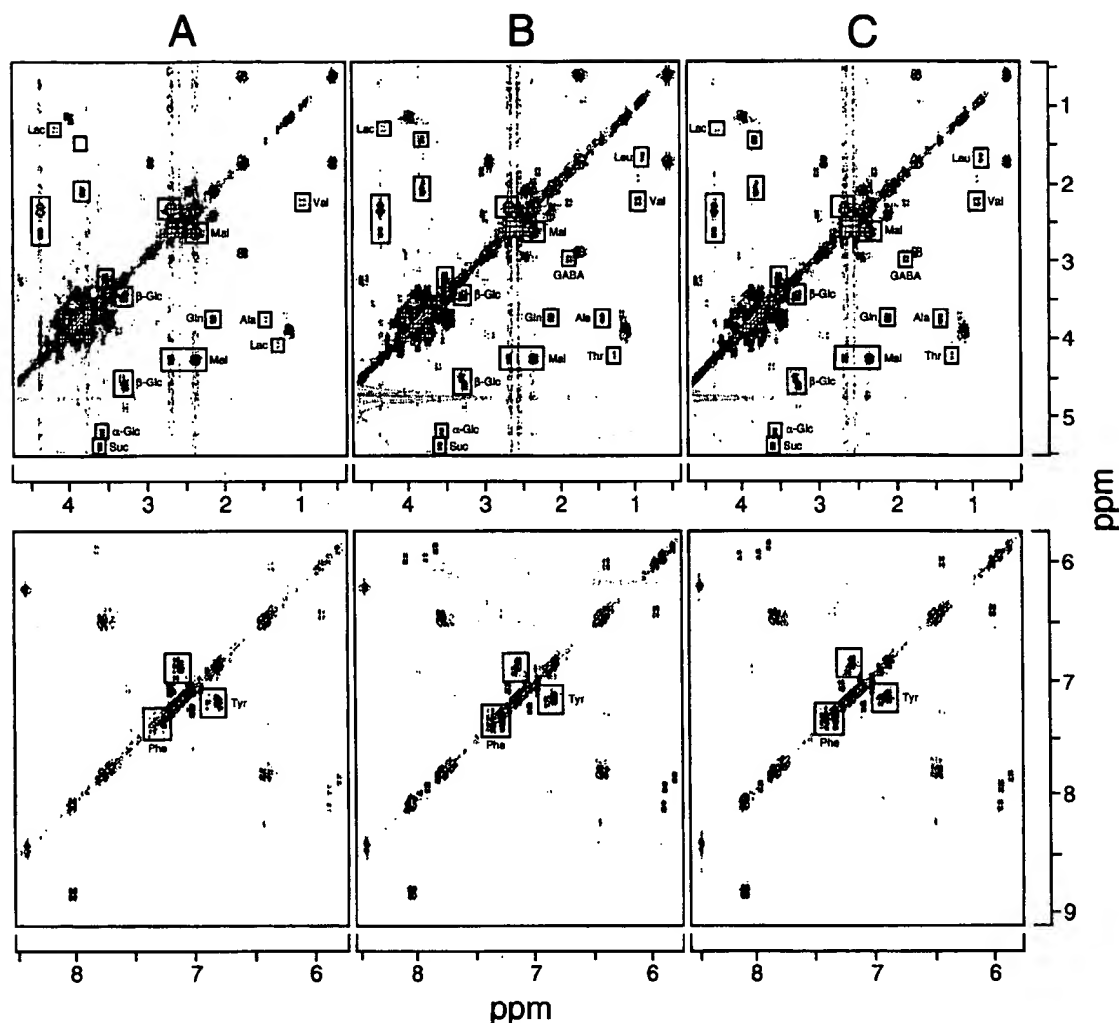 A
B
C
Lac
Val
Mal
β-Glc
Gln
Ala
Lac
Mal
β-Glc
α-Glc
Suc
Lac
Leu
Val
Mal
GABA
β-Glc
Gln
Ala
Thr
Mal
β-Glc
α-Glc
Suc
Lac
Leu
Val
Mal
GABA
β-Glc
Gln
Ala
Thr
Mal
β-Glc
α-Glc
Suc
1
2
3
4
5
4 3 2 1
4 3 2 1
4 3 2 1
ppm
Tyr
Phe
Tyr
Phe
Tyr
Phe
6
7
8
9
8 7 6
8 7 6
8 7 6
ppm